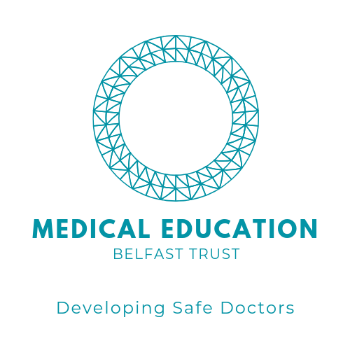 MEDICAL EDUCATION
BELFAST TRUST
Developing Safe Doctors